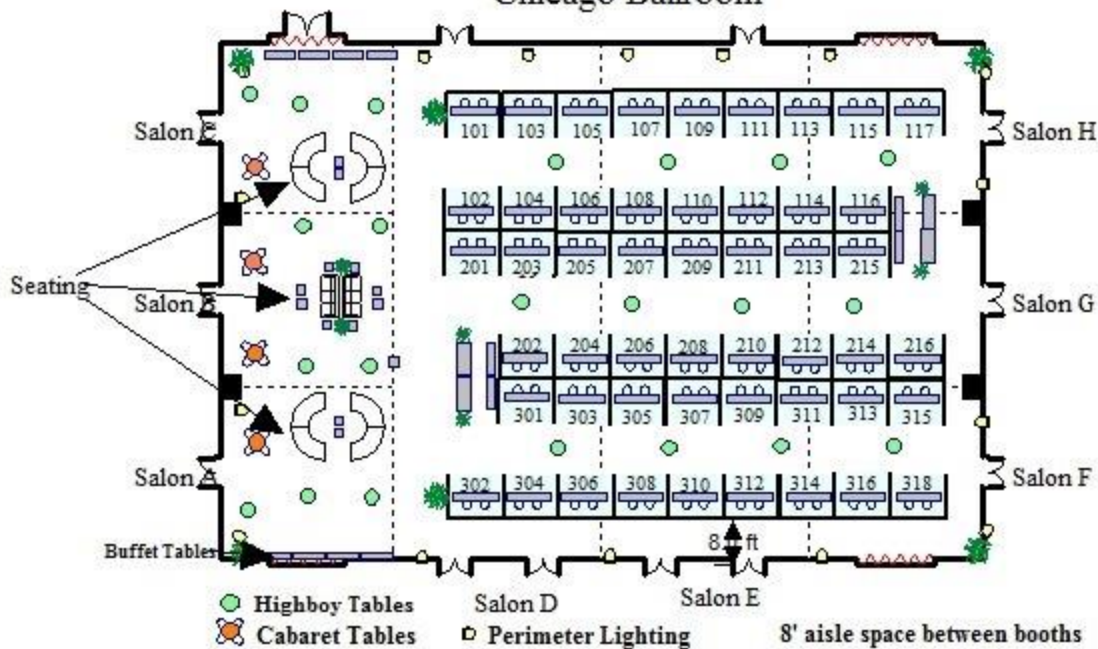 Chicago Ballroom
101 103 105 107 109 111 113 115 117
Salon C
Salon H
102 104 106 108 110 112 114 116
201 203 205 207 209 211 213 215
Seating
Salon B
Salon G
202 204 206 208 210 212 214 216
301 303 305 307 309 311 313 315
Salon A
302 304 306 308 310 312 314 316 318
Salon F
Buffet Tables
ft
Highboy Tables
Salon D
Salon E
Cabaret Tables
Perimeter Lighting
8' aisle space between booths